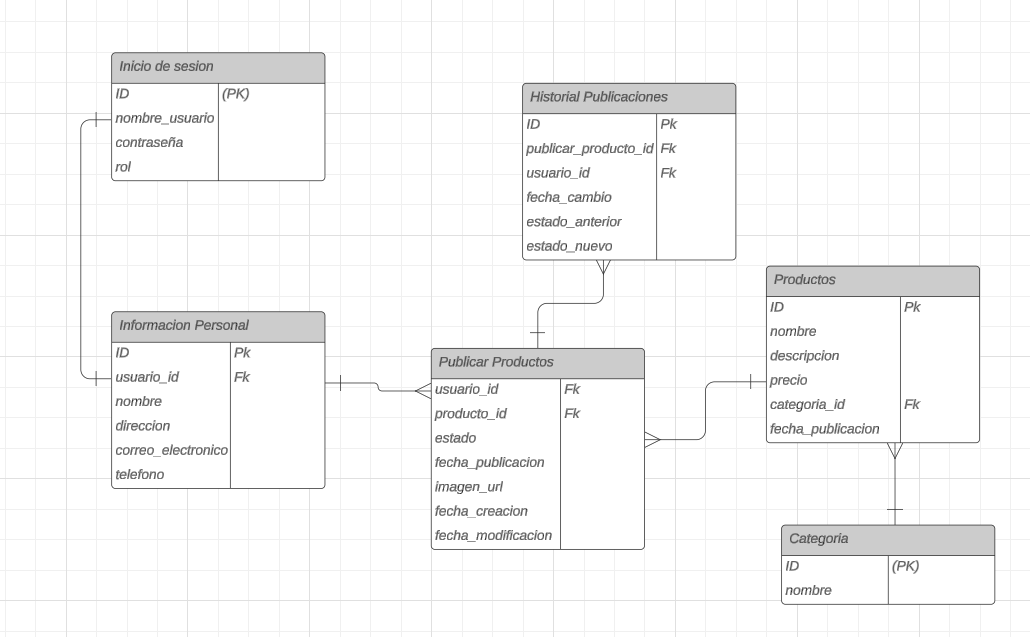 Inicio de sesion
ID (PK)
nombre_usuario
contraseña
rol
Historial Publicaciones
ID Pk
publicar_producto_id Fk
usuario_id Fk
fecha_cambio
estado_anterior
estado_nuevo
Productos
ID Pk
nombre
descripcion
precio
categoria_id Fk
fecha_publicacion
Informacion Personal
ID Pk
usuario_id Fk
nombre
direccion
correo_electronico
telefono
Publicar Productos
usuario_id Fk
producto_id Fk
estado
fecha_publicacion
imagen_url
fecha_creacion
fecha_modificacion
Categoria
ID (PK)
nombre